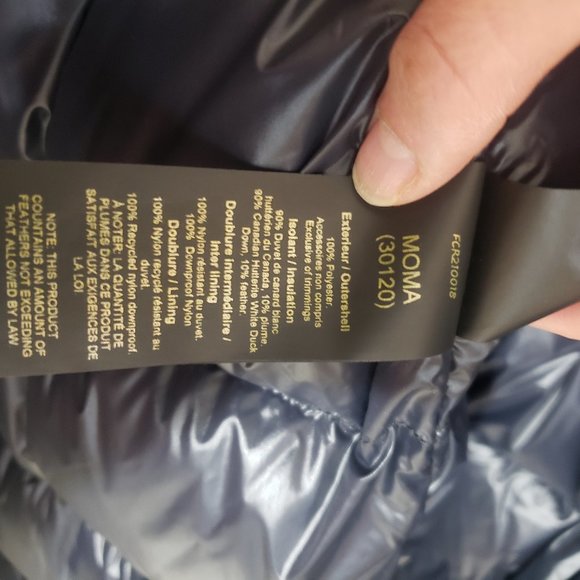 FCR21001B
MOMA
(30120)
Exterieur / Outershell
100% Polyester.
Accessoires non compris
Exclusive of trimmings
Isolant / Insulation
90% Duvet de canard blanc
huttérien du Canada, 10% plume.
90% Canadian Hutterite White Duck
Down, 10% feather.
Doublure Intermédiaire /
Inter lining
100% Nylon résistant au duvet.
100% Downproof Nylon
Doublure / Lining
100% Nylon recyclé résistant au
duvet.
100% Recycled nylon downproof.
À NOTER: LA QUANTITÉ DE
PLUMES DANS CE PRODUIT
SATISFAIT AUX EXIGENCES DE
LA LOI
NOTE: THIS PRODUCT
COUNTAINS AN AMOUNT OF
FEATHERS NOT EXCEEDING
THAT ALLOWED BY LAW